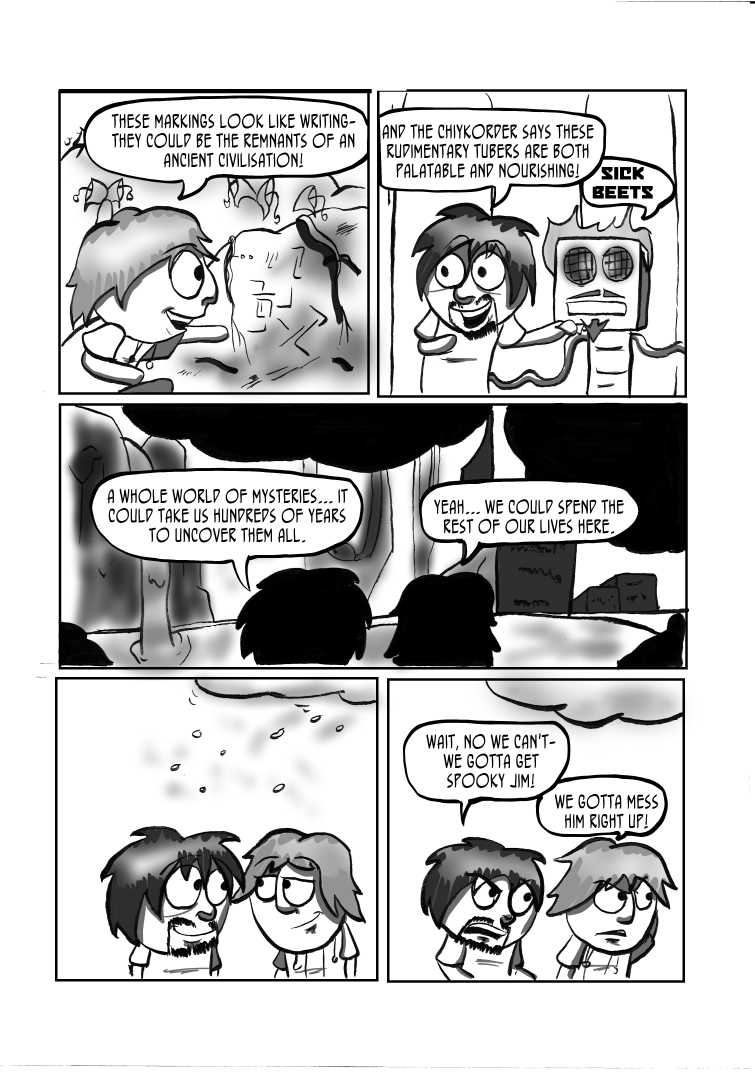 THESE MARKINGS LOOK LIKE WRITING-
THEY COULD BE THE REMNANTS OF AN
ANCIENT CIVILISATION!
AND THE CHIYKORDER SAYS THESE
RUDIMENTARY TUBERS ARE BOTH
PALATABLE AND NOURISHING!
SICK
BEETS
A WHOLE WORLD OF MYSTERIES... IT
COULD TAKE US HUNDREDS OF YEARS
TO UNCOVER THEM ALL.
YEAH... WE COULD SPEND THE
REST OF OUR LIVES HERE.
WAIT, NO WE CAN'T-
WE GOTTA GET
SPOOKY JIM!
WE GOTTA MESS
HIM RIGHT UP!